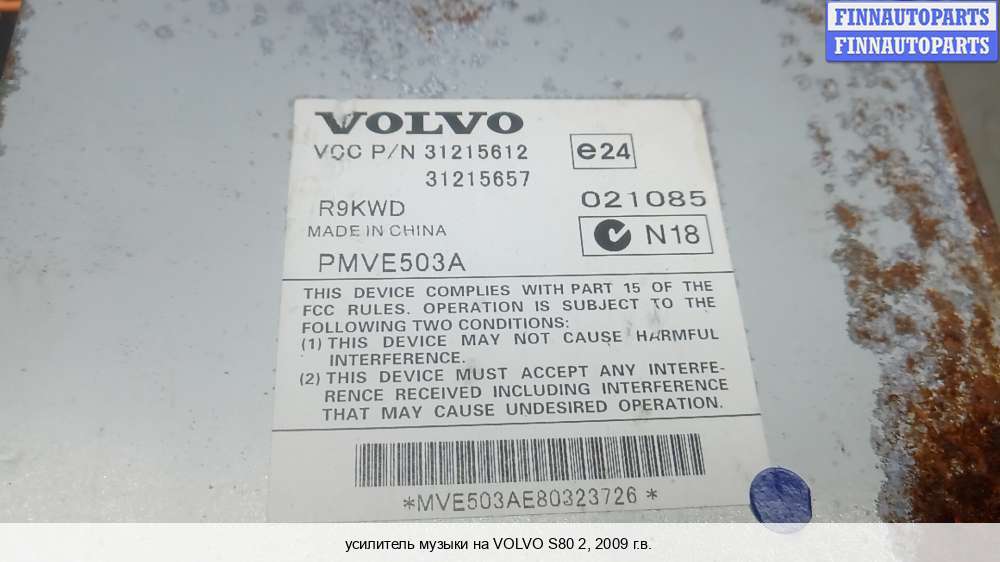 FINNAUTOPARTS
FINNAUTOPARTS
VOLVO
VCC P/N 31215612
31215657
e24
021085
R9KWD
MADE IN CHINA
N18
PMVE503A
THIS DEVICE COMPLIES WITH PART 15 OF THE
FCC RULES. OPERATION IS SUBJECT TO THE
FOLLOWING TWO CONDITIONS:
(1) THIS DEVICE MAY NOT CAUSE HARMFUL
INTERFERENCE.
(2) THIS DEVICE MUST ACCEPT ANY INTERFE-
RENCE RECEIVED INCLUDING INTERFERENCE
THAT MAY CAUSE UNDESIRED OPERATION.
*MVE503AE80323726*
усилитель музыки на VOLVO S80 2, 2009 г.в.